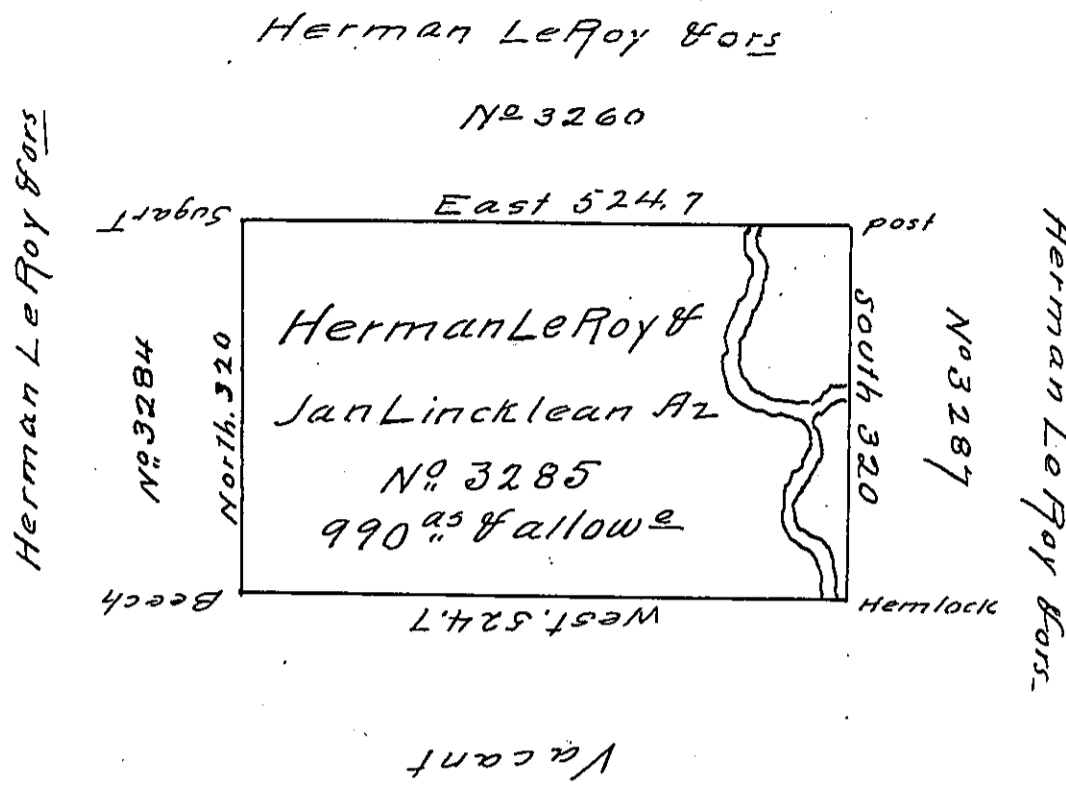 Herman LeRoy & ors
No 3260
East 524.7
Sugar T
post
Herman LeRoy & ors
No 3284
North. 320
Herman LeRoy &
Jan Lincklean Az
No 3285
990 as & allowe
South 320
No 3287
Herman LeRoy & ors.
Beech
Hemlock
West. 524.7
Vacant